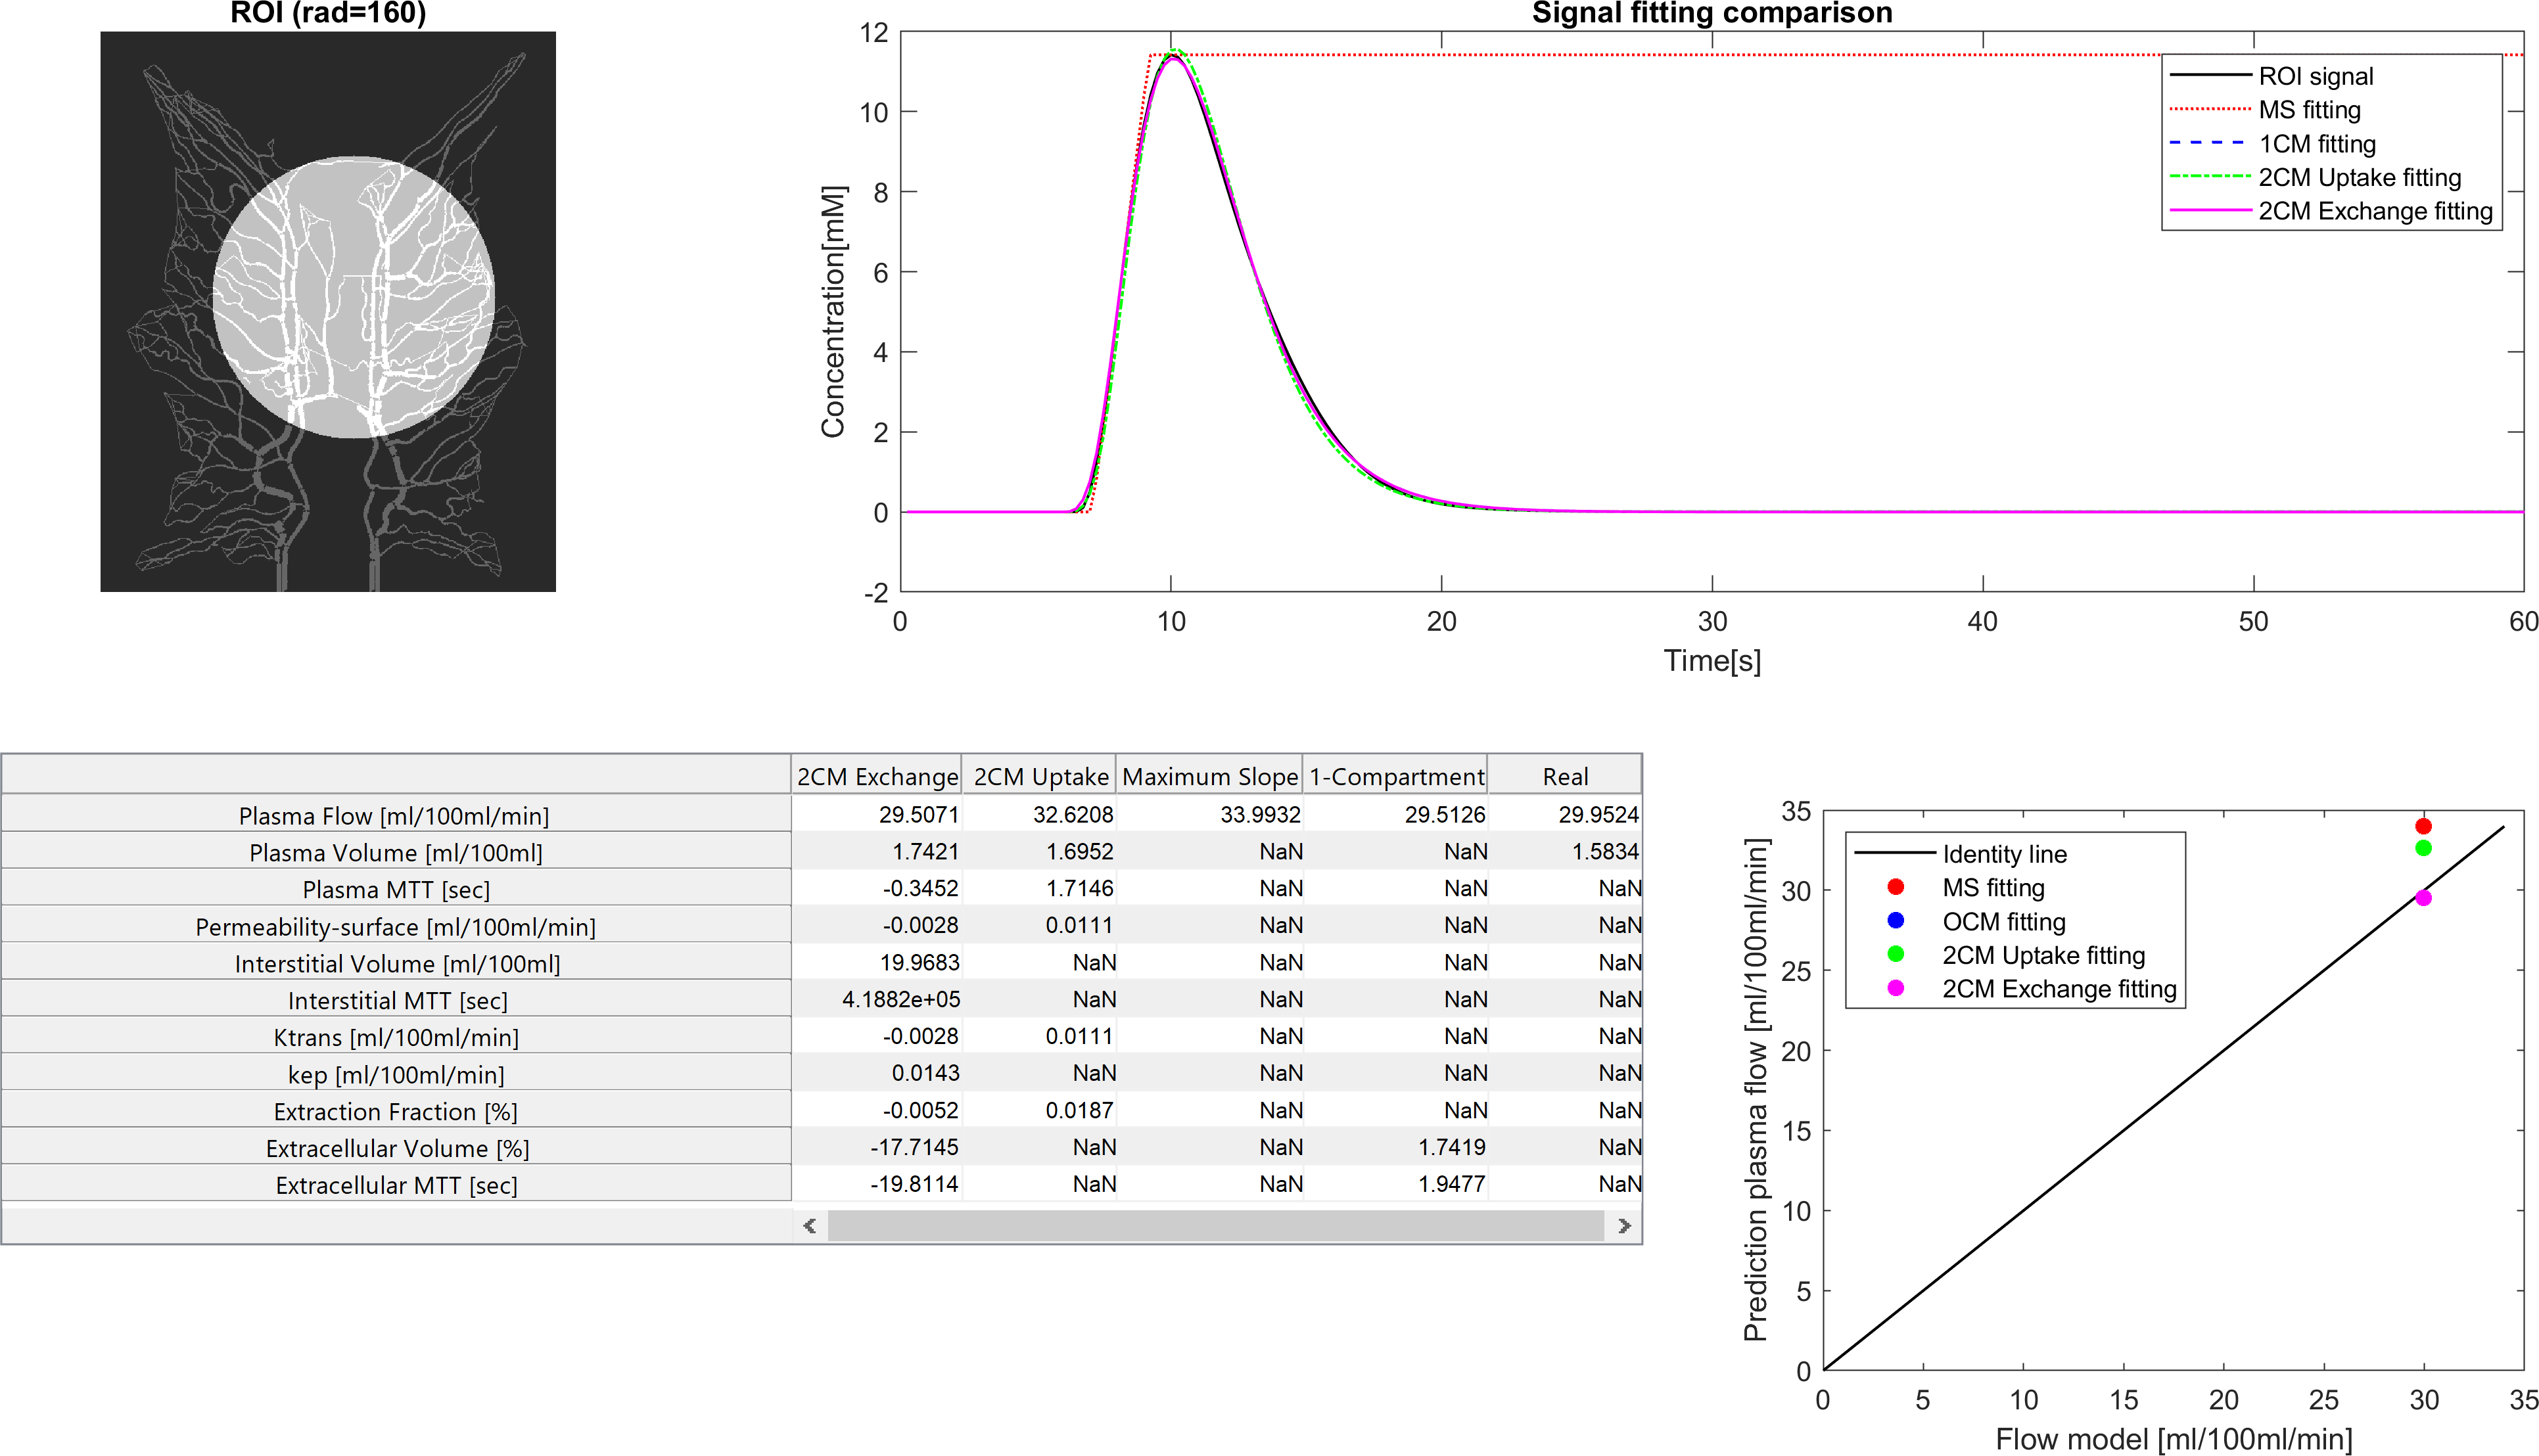 ROI (rad=160)
Signal fitting comparison
12
10
8
6
4
2
0
-2
Concentration[mM]
0 10 20 30 40 50 60
Time[s]
ROI signal
MS fitting
1CM fitting
2CM Uptake fitting
2CM Exchange fitting
2CM Exchange 2CM Uptake Maximum Slope 1-Compartment Real
Plasma Flow [ml/100ml/min] 29.5071 32.6208 33.9932 29.5126 29.9524
Plasma Volume [ml/100ml] 1.7421 1.6952 NaN NaN 1.5834
Plasma MTT [sec] -0.3452 1.7146 NaN NaN NaN
Permeability-surface [ml/100ml/min] -0.0028 0.0111 NaN NaN NaN
Interstitial Volume [ml/100ml] 19.9683 NaN NaN NaN NaN
Interstitial MTT [sec] 4.1882e+05 NaN NaN NaN NaN
Ktrans [ml/100ml/min] -0.0028 0.0111 NaN NaN NaN
kep [ml/100ml/min] 0.0143 NaN NaN NaN NaN
Extraction Fraction [%] -0.0052 0.0187 NaN NaN NaN
Extracellular Volume [%] -17.7145 NaN NaN 1.7419 NaN
Extracellular MTT [sec] -19.8114 NaN NaN 1.9477 NaN
35
30
25
20
15
10
5
0
Prediction plasma flow [ml/100ml/min]
Identity line
MS fitting
OCM fitting
2CM Uptake fitting
2CM Exchange fitting
0 5 10 15 20 25 30 35
Flow model [ml/100ml/min]